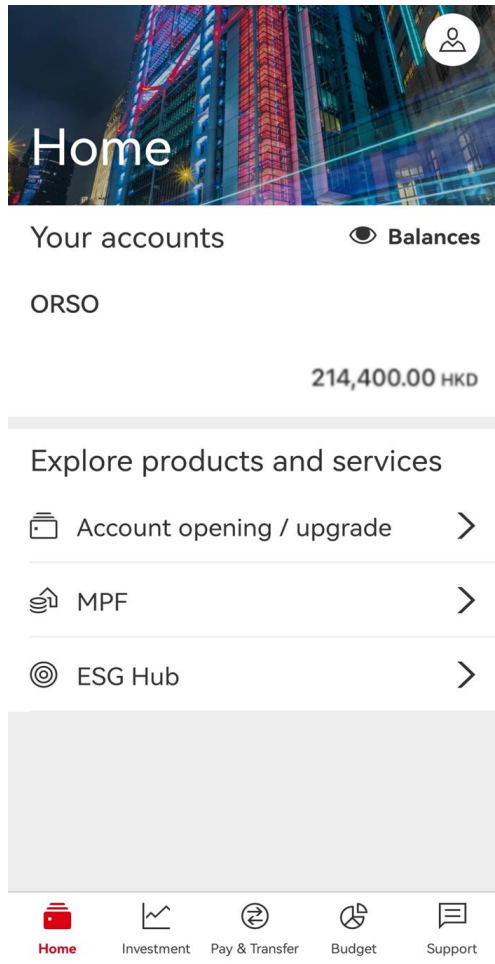 Home
Your accounts
Balances
ORSO
214,400.00 HKD
Explore products and services
Account opening / upgrade
MPF
ESG Hub
Home
Investment
Pay & Transfer
Budget
Support